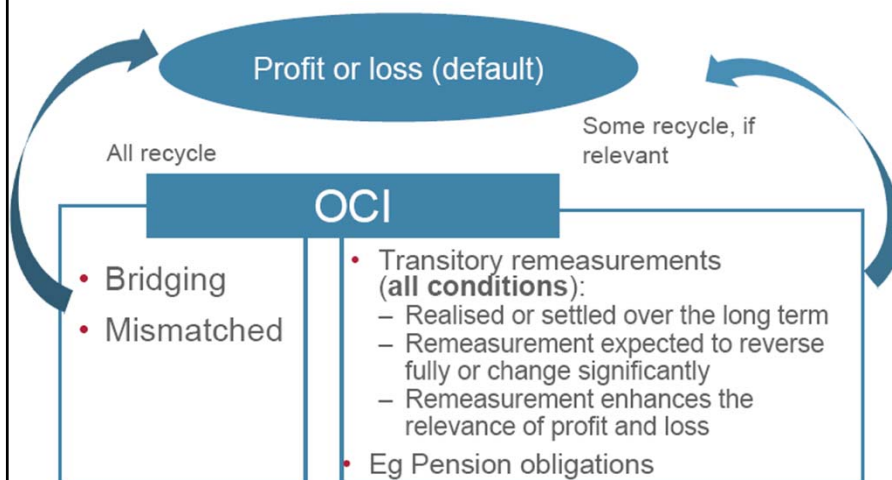 Profit or loss (default)
All recycle
Some recycle, if
relevant
OCI
• Bridging
• Mismatched
• Transitory remeasurements
(all conditions):
– Realised or settled over the long term
– Remeasurement expected to reverse
fully or change significantly
– Remeasurement enhances the
relevance of profit and loss
• Eg Pension obligations